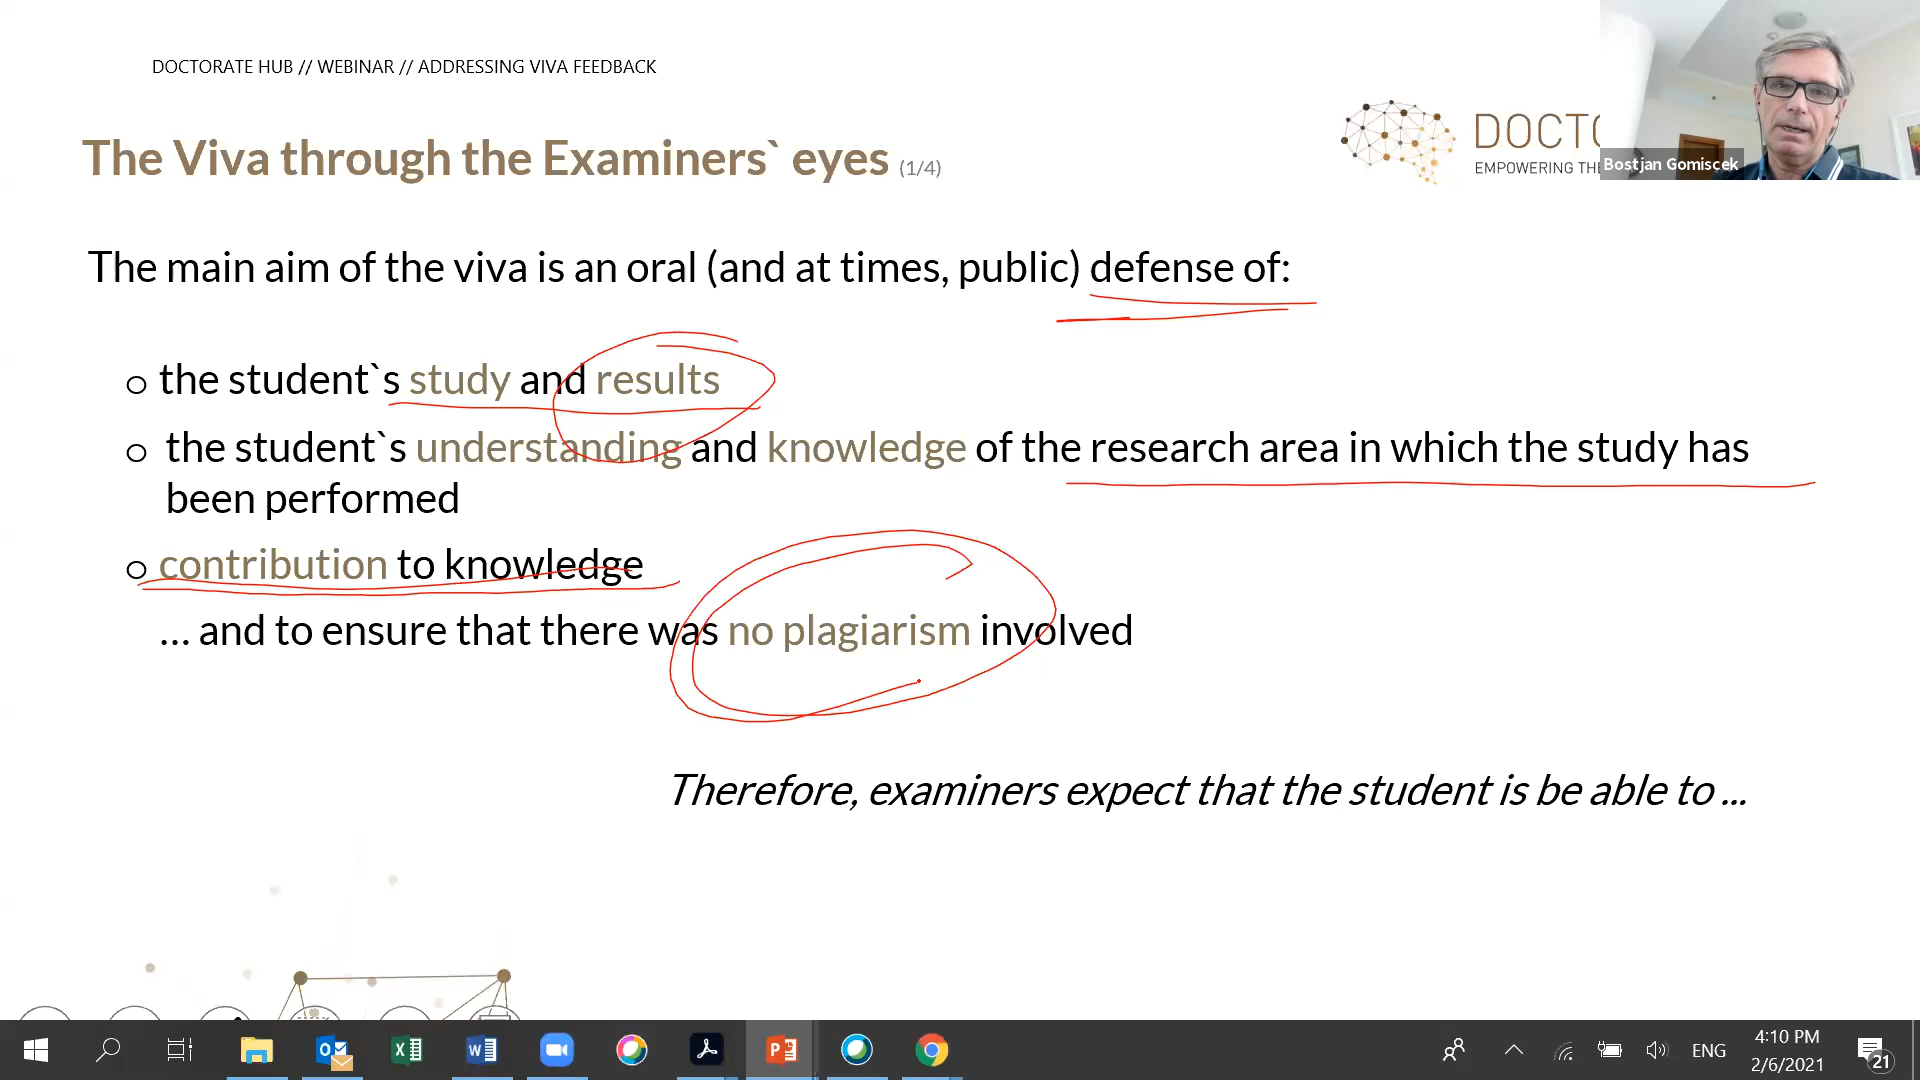 DOCTORATE HUB // WEBINAR // ADDRESSING VIVA FEEDBACK
The Viva through the Examiners` eyes (1/4)
DOCTO
EMPOWERING THE
Bostjan Gomiscek
The main aim of the viva is an oral (and at times, public) defense of:
o the student`s study and results
o the student`s understanding and knowledge of the research area in which the study has
been performed
o contribution to knowledge
... and to ensure that there was no plagiarism involved
Therefore, examiners expect that the student is be able to ...
ENG
4:10 PM
2/6/2021
21